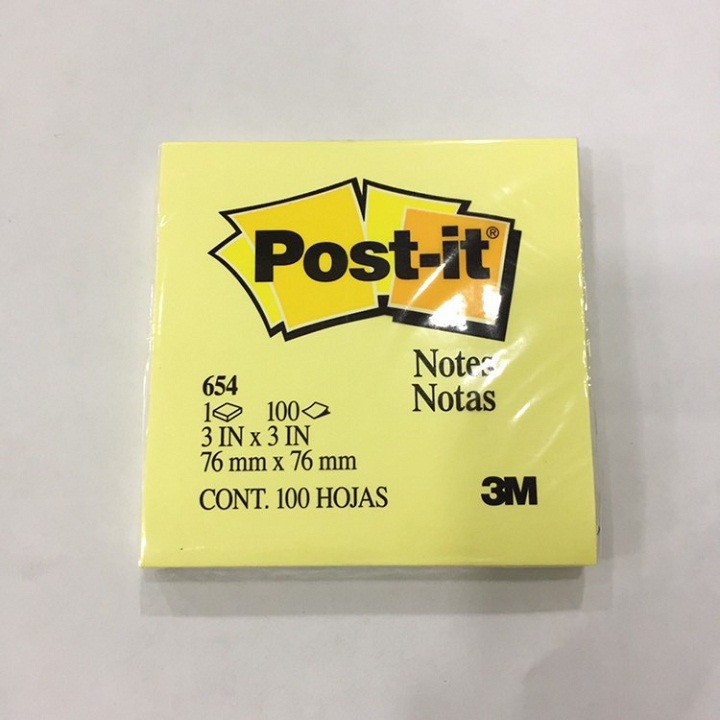 Post-it®
Notes
Notas
654
1 100
3 IN x 3 IN
76 mm x 76 mm
CONT. 100 HOJAS
3M